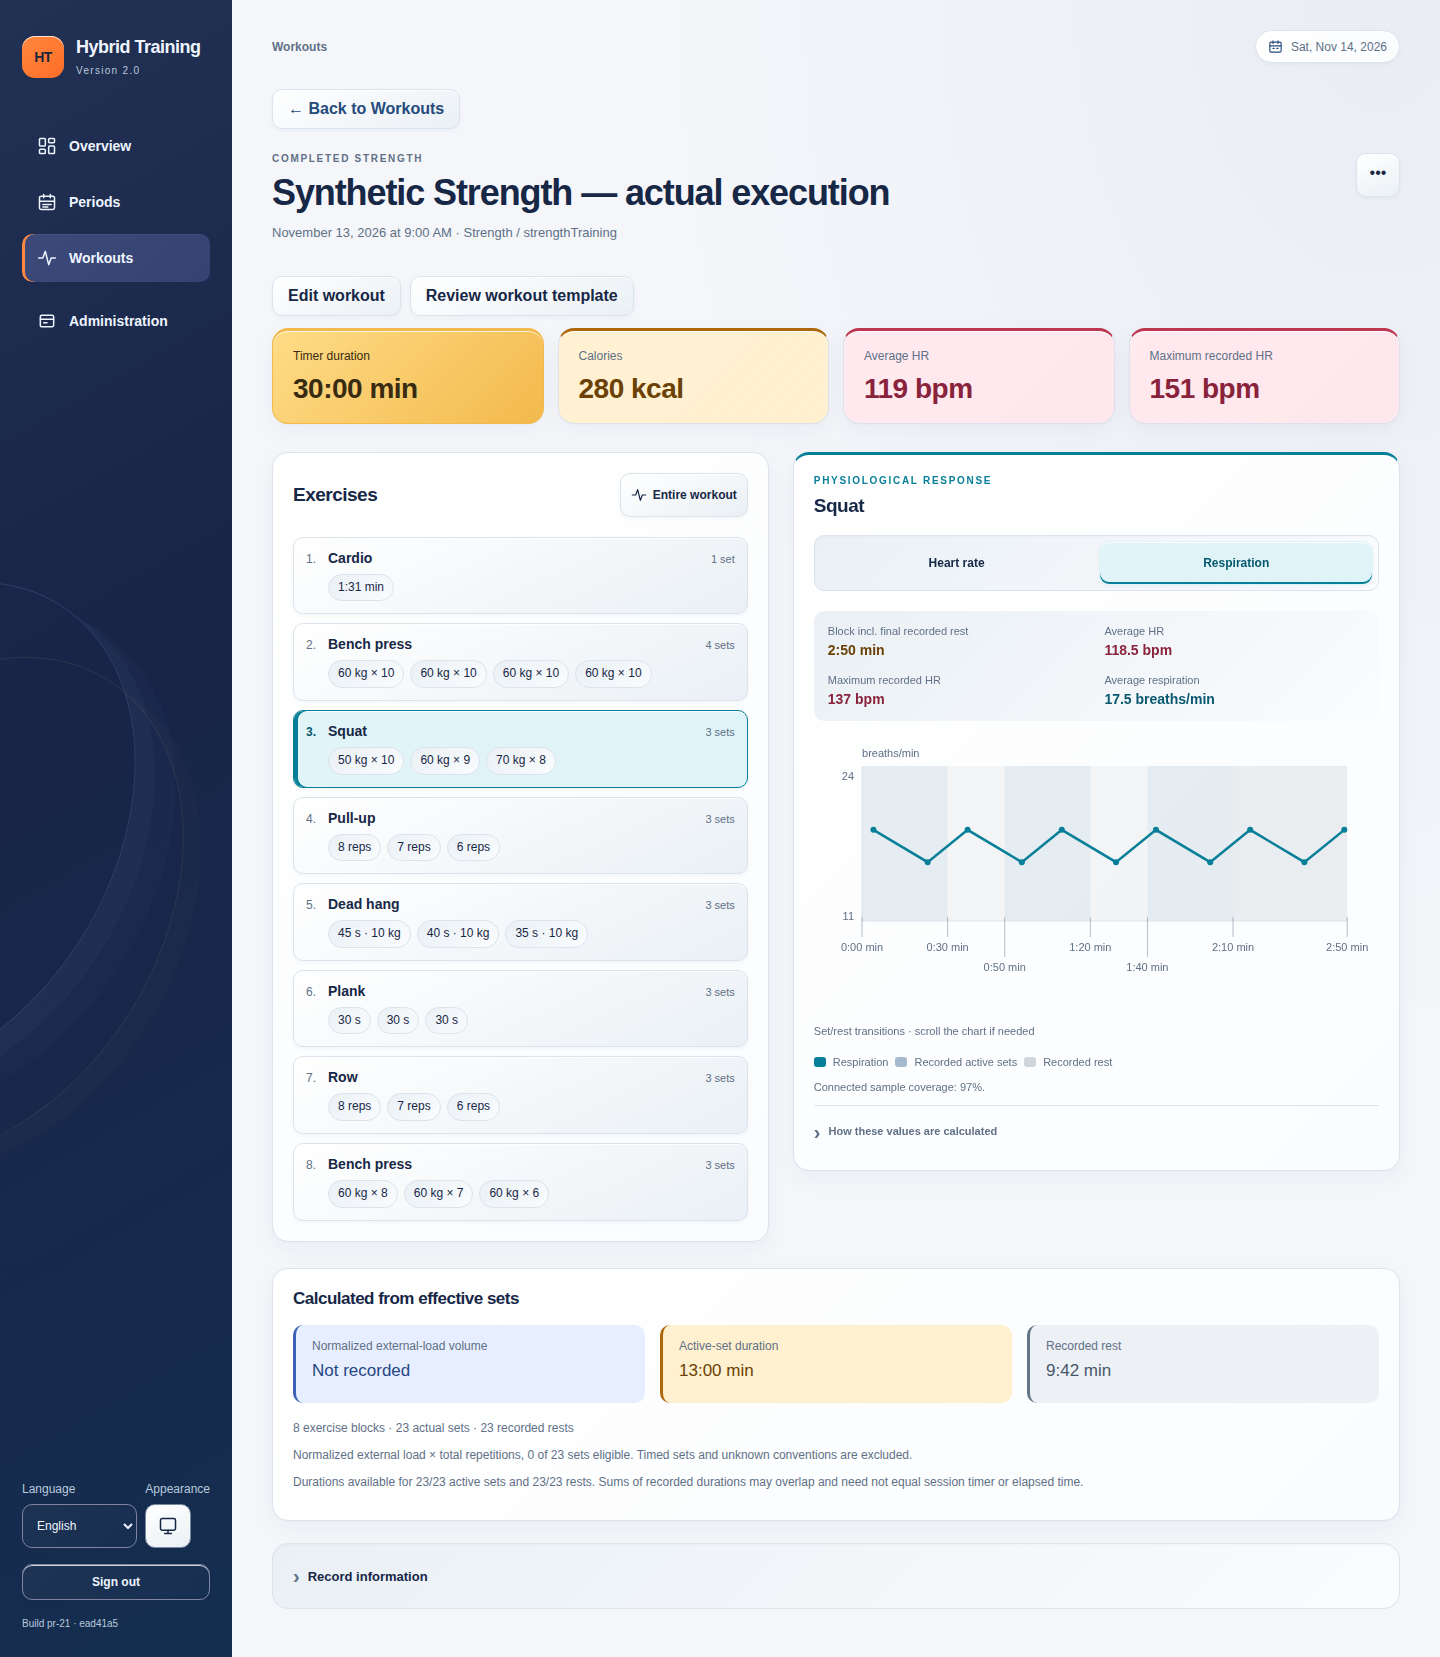 HT
Hybrid Training
Version 2.0
Overview
Periods
Workouts
Administration
Language
Appearance
English
Sign out
Build pr-21 · ead41a5
Workouts
Sat, Nov 14, 2026
← Back to Workouts
COMPLETED STRENGTH
Synthetic Strength — actual execution
•••
November 13, 2026 at 9:00 AM · Strength / strengthTraining
Edit workout
Review workout template
Timer duration
30:00 min
Calories
280 kcal
Average HR
119 bpm
Maximum recorded HR
151 bpm
Exercises
Entire workout
1. Cardio 1 set
1:31 min
2. Bench press 4 sets
60 kg × 10 60 kg × 10 60 kg × 10 60 kg × 10
3. Squat 3 sets
50 kg × 10 60 kg × 9 70 kg × 8
4. Pull-up 3 sets
8 reps 7 reps 6 reps
5. Dead hang 3 sets
45 s · 10 kg 40 s · 10 kg 35 s · 10 kg
6. Plank 3 sets
30 s 30 s 30 s
7. Row 3 sets
8 reps 7 reps 6 reps
8. Bench press 3 sets
60 kg × 8 60 kg × 7 60 kg × 6
PHYSIOLOGICAL RESPONSE
Squat
Heart rate
Respiration
Block incl. final recorded rest
2:50 min
Average HR
118.5 bpm
Maximum recorded HR
137 bpm
Average respiration
17.5 breaths/min
breaths/min
24
11
0:00 min 0:30 min 1:20 min 2:10 min 2:50 min
0:50 min 1:40 min
Set/rest transitions · scroll the chart if needed
Respiration Recorded active sets Recorded rest
Connected sample coverage: 97%.
› How these values are calculated
Calculated from effective sets
Normalized external-load volume
Not recorded
Active-set duration
13:00 min
Recorded rest
9:42 min
8 exercise blocks · 23 actual sets · 23 recorded rests
Normalized external load × total repetitions, 0 of 23 sets eligible. Timed sets and unknown conventions are excluded.
Durations available for 23/23 active sets and 23/23 rests. Sums of recorded durations may overlap and need not equal session timer or elapsed time.
› Record information